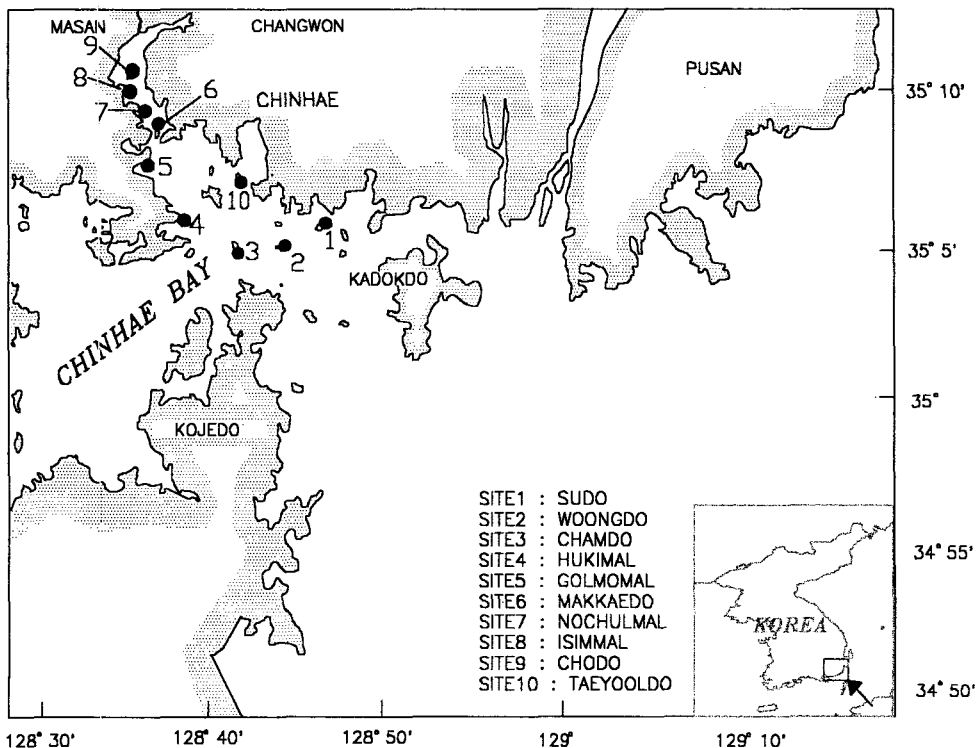 MASAN
CHANGWON
PUSAN
CHINHAE
9
8
7
6
5
10
4
3
2
1
35° 10'
35° 5'
35°
34° 55'
34° 50'
KADOKDO
CHINHAE BAY
KOJEDO
SITE1 : SUDO
SITE2 : WOONGDO
SITE3 : CHAMDO
SITE4 : HUKIMAL
SITE5 : GOLMOMAL
SITE6 : MAKKAEDO
SITE7 : NOCHULMAL
SITE8 : ISIMMAL
SITE9 : CHODO
SITE10 : TAEYOOLDO
KOREA
128° 30'
128° 40'
128° 50'
129°
129° 10'